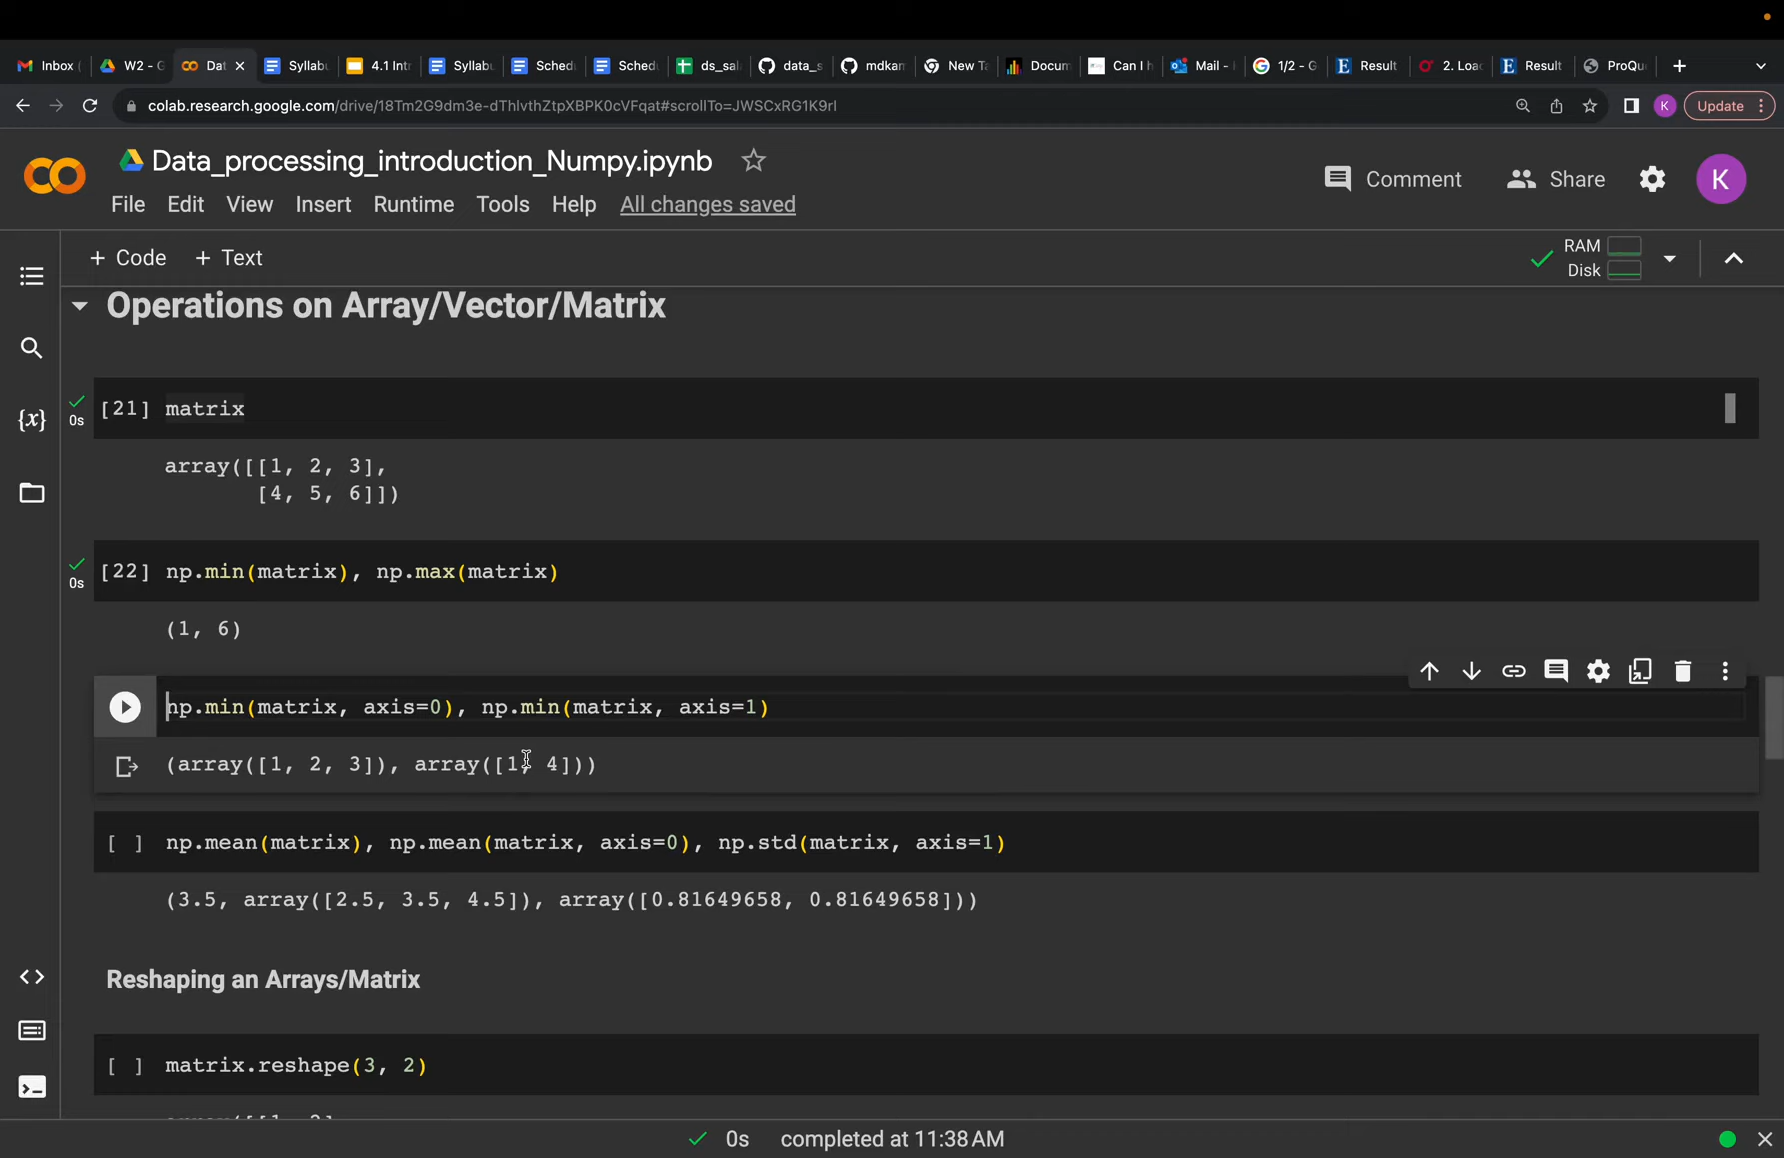 Inbox (
W2 - G
Dat
Syllabu
4.1 Intr
Syllab
Sched
Sched
ds_sal
data_s
mdkam
New Ta
Docum
Can I h
Mail - 
1/2 - G
Result
2. Loa
Result
ProQu
colab.research.google.com/drive/18Tm2G9dm3e-dThlvthZtpXBPK0cVFqat#scrollTo=JWSCxRG1K9rI
K
Update
Data_processing_introduction_Numpy.ipynb
File Edit View Insert Runtime Tools Help All changes saved
Comment
Share
K
+ Code + Text
RAM
Disk
Operations on Array/Vector/Matrix
{x}
0s
[21] matrix
array([[1, 2, 3],
[4, 5, 6]])
0s
[22] np.min(matrix), np.max(matrix)
(1, 6)
np.min(matrix, axis=0), np.min(matrix, axis=1)
(array([1, 2, 3]), array([1, 4]))
[ ] np.mean(matrix), np.mean(matrix, axis=0), np.std(matrix, axis=1)
(3.5, array([2.5, 3.5, 4.5]), array([0.81649658, 0.81649658]))
Reshaping an Arrays/Matrix
[ ] matrix.reshape(3, 2)
0s completed at 11:38 AM